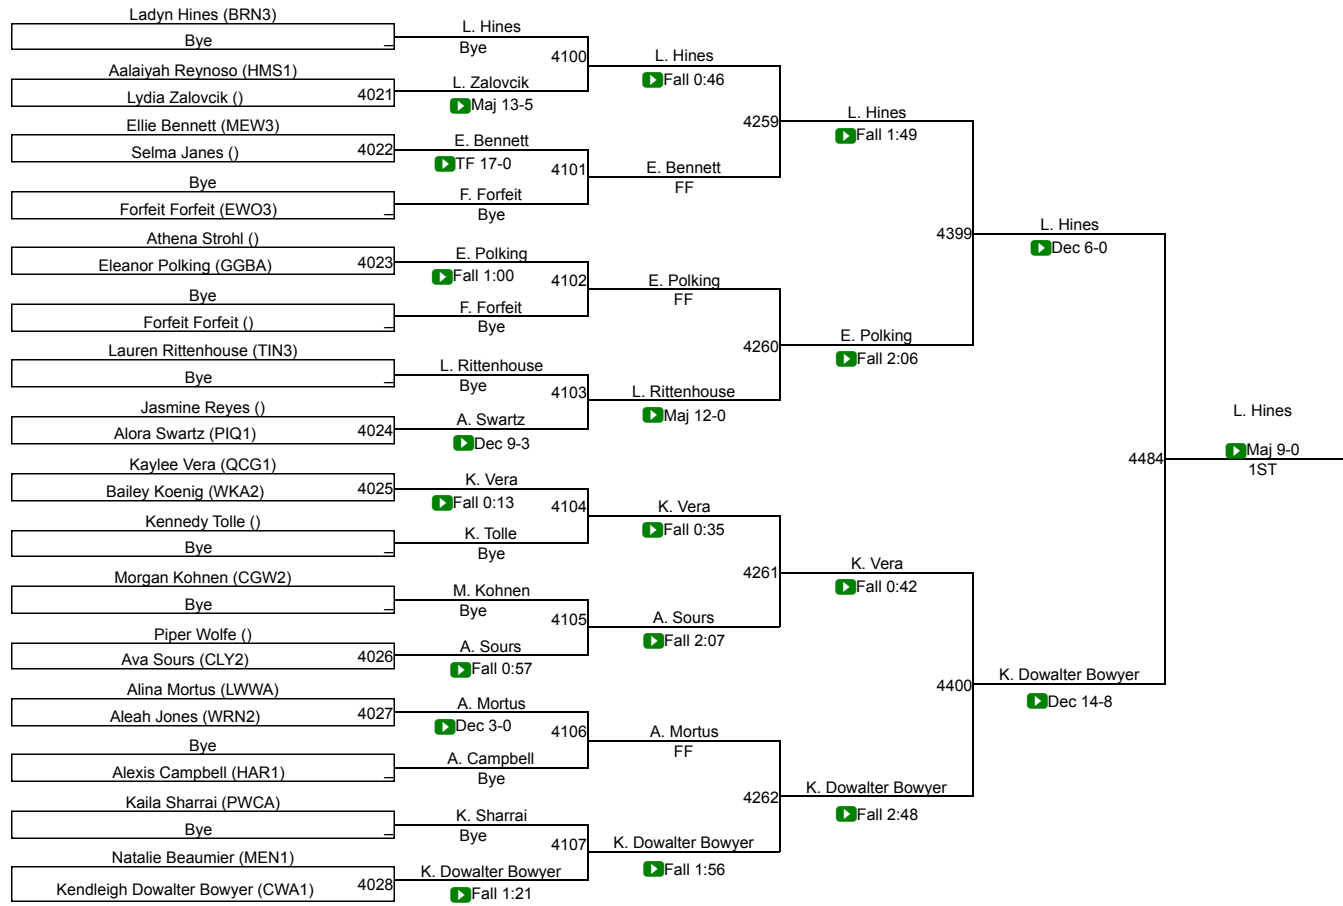 Ladyn Hines (BRN3)
Bye
Aalaiyah Reynoso (HMS1)
Lydia Zalovcik ()
4021
Ellie Bennett (MEW3)
Selma Janes ()
4022
Bye
Forfeit Forfeit (EWO3)
Athena Strohl ()
Eleanor Polking (GGBA)
4023
Bye
Forfeit Forfeit ()
Lauren Rittenhouse (TIN3)
Bye
Jasmine Reyes ()
Alora Swartz (PIQ1)
4024
Kaylee Vera (QCG1)
Bailey Koenig (WKA2)
4025
Kennedy Tolle ()
Bye
Morgan Kohnen (CGW2)
Bye
Piper Wolfe ()
Ava Sours (CLY2)
4026
Alina Mortus (LWWA)
Aleah Jones (WRN2)
4027
Bye
Alexis Campbell (HAR1)
Kaila Sharrai (PWCA)
Bye
Natalie Beaumier (MEN1)
Kendleigh Dowalter Bowyer (CWA1)
4028
L. Hines
Bye
4100
L. Zalovcik
Maj 13-5
E. Bennett
TF 17-0
4101
F. Forfeit
Bye
E. Polking
Fall 1:00
4102
F. Forfeit
Bye
L. Rittenhouse
Bye
4103
A. Swartz
Dec 9-3
K. Vera
Fall 0:13
4104
K. Tolle
Bye
M. Kohnen
Bye
4105
A. Sours
Fall 0:57
A. Mortus
Dec 3-0
4106
A. Campbell
Bye
K. Sharrai
Bye
4107
K. Dowalter Bowyer
Fall 1:21
L. Hines
Fall 0:46
4259
E. Bennett
FF
E. Polking
FF
4260
L. Rittenhouse
Maj 12-0
K. Vera
Fall 0:35
4261
A. Sours
Fall 2:07
A. Mortus
FF
4262
K. Dowalter Bowyer
Fall 1:56
L. Hines
Fall 1:49
4399
E. Polking
Fall 2:06
K. Vera
Fall 0:42
4400
K. Dowalter Bowyer
Fall 2:48
L. Hines
Dec 6-0
4484
K. Dowalter Bowyer
Dec 14-8
L. Hines
Maj 9-0
1ST